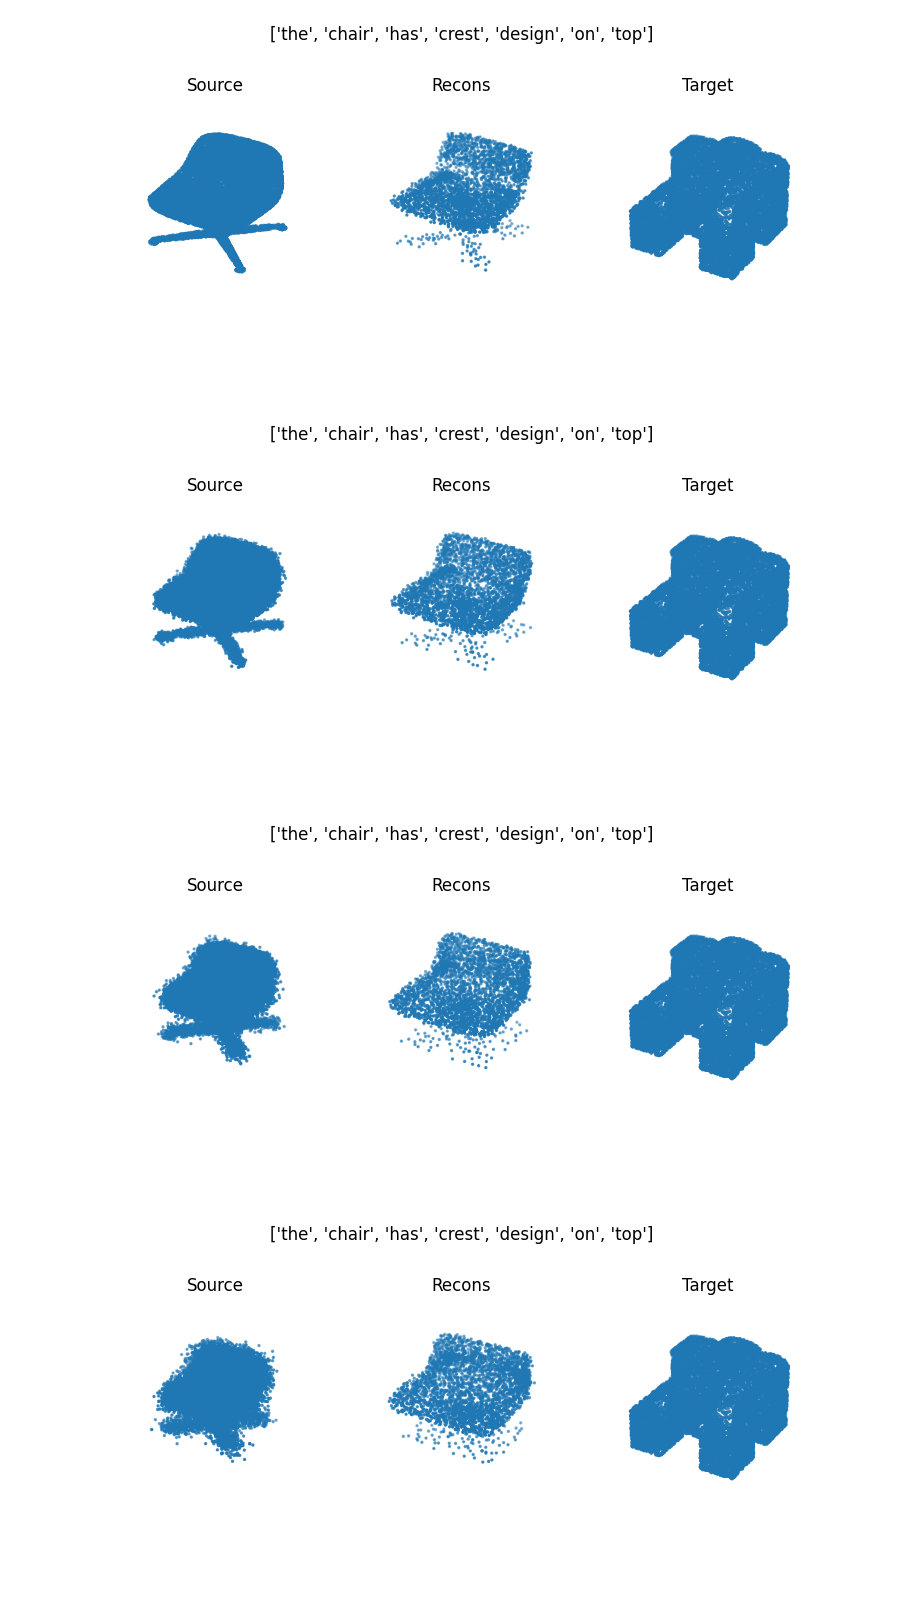 ['the', 'chair', 'has', 'crest', 'design', 'on', 'top']
Source Recons Target
['the', 'chair', 'has', 'crest', 'design', 'on', 'top']
Source Recons Target
['the', 'chair', 'has', 'crest', 'design', 'on', 'top']
Source Recons Target
['the', 'chair', 'has', 'crest', 'design', 'on', 'top']
Source Recons Target